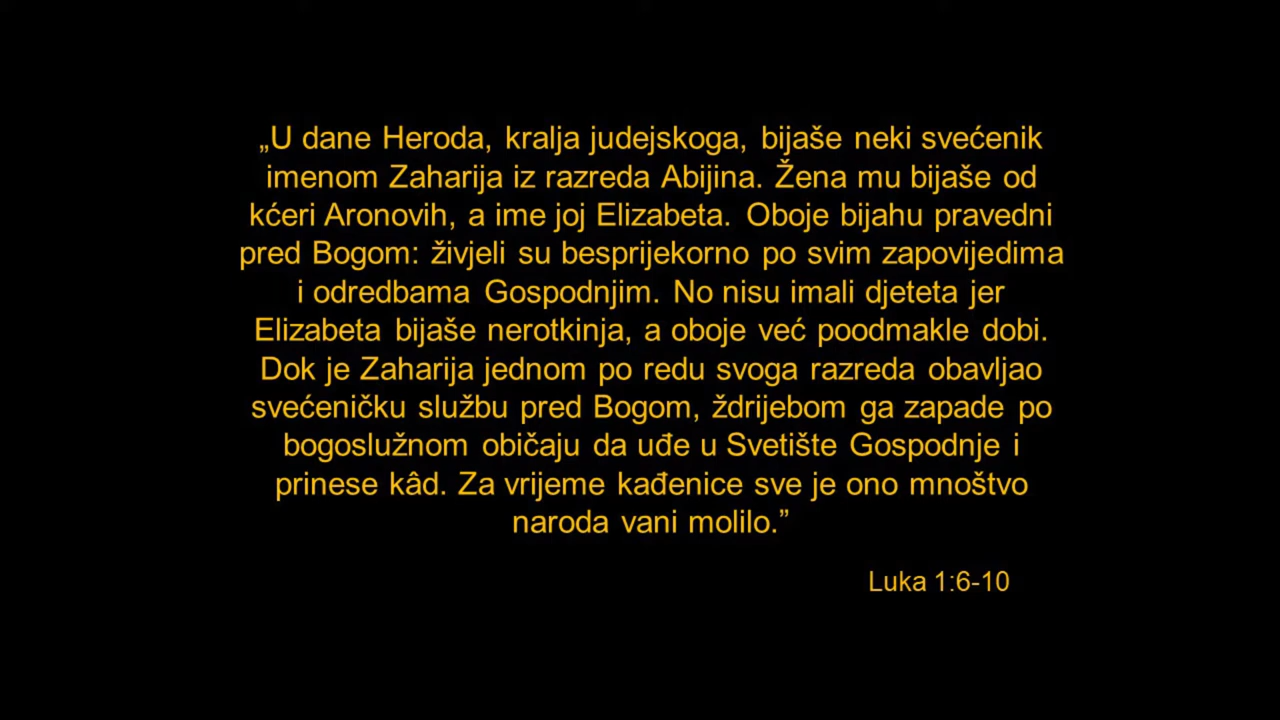 „U dane Heroda, kralja judejskoga, bijaše neki svećenik
imenom Zaharija iz razreda Abijina. Žena mu bijaše od
kćeri Aronovih, a ime joj Elizabeta. Oboje bijahu pravedni
pred Bogom: živjeli su besprijekorno po svim zapovijedima
i odredbama Gospodnjim. No nisu imali djeteta jer
Elizabeta bijaše nerotkinja, a oboje već poodmakle dobi.
Dok je Zaharija jednom po redu svoga razreda obavljao
svećeničku službu pred Bogom, ždrijebom ga zapade po
bogoslužnom običaju da uđe u Svetište Gospodnje i
prinese kâd. Za vrijeme kađenice sve je ono mnoštvo
naroda vani molilo.”
Luka 1:6-10